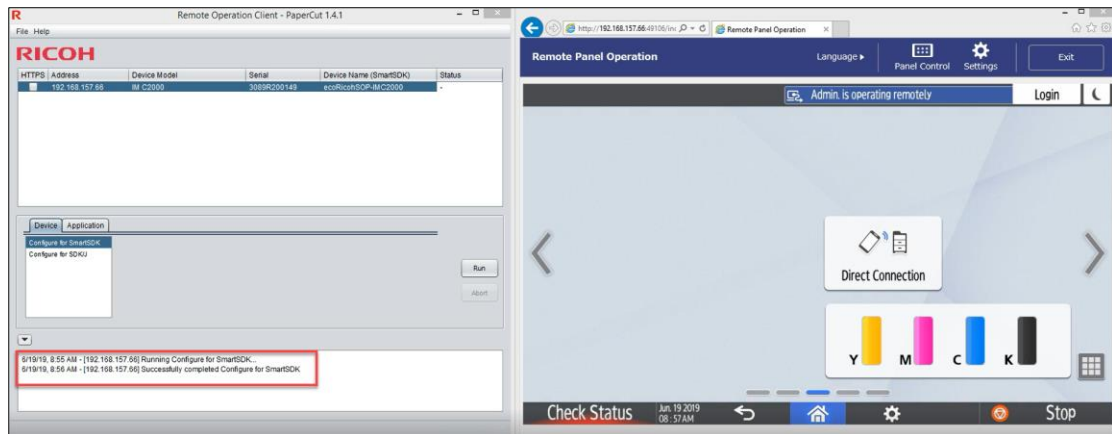 R
Remote Operation Client - PaperCut 1.4.1
File Help
RICOH
HTTPS Address Device Model Serial Device Name (SmartSDK) Status
192.168.157.66 IM C2000 3089R200149 ecoRicohSOP-IMC2000 -
Device Application
Configure for SmartSDK
Configure for SDK/J
Run
Abort
6/19/19, 8:55 AM - [192.168.157.66] Running Configure for SmartSDK...
6/19/19, 8:56 AM - [192.168.157.66] Successfully completed Configure for SmartSDK
http://192.168.157.66:49106/in
Remote Panel Operation
Remote Panel Operation Language Panel Control Settings Exit
Admin. is operating remotely Login
Direct Connection
Y M C K
Check Status Jun. 19 2019 Stop
08 : 57 AM